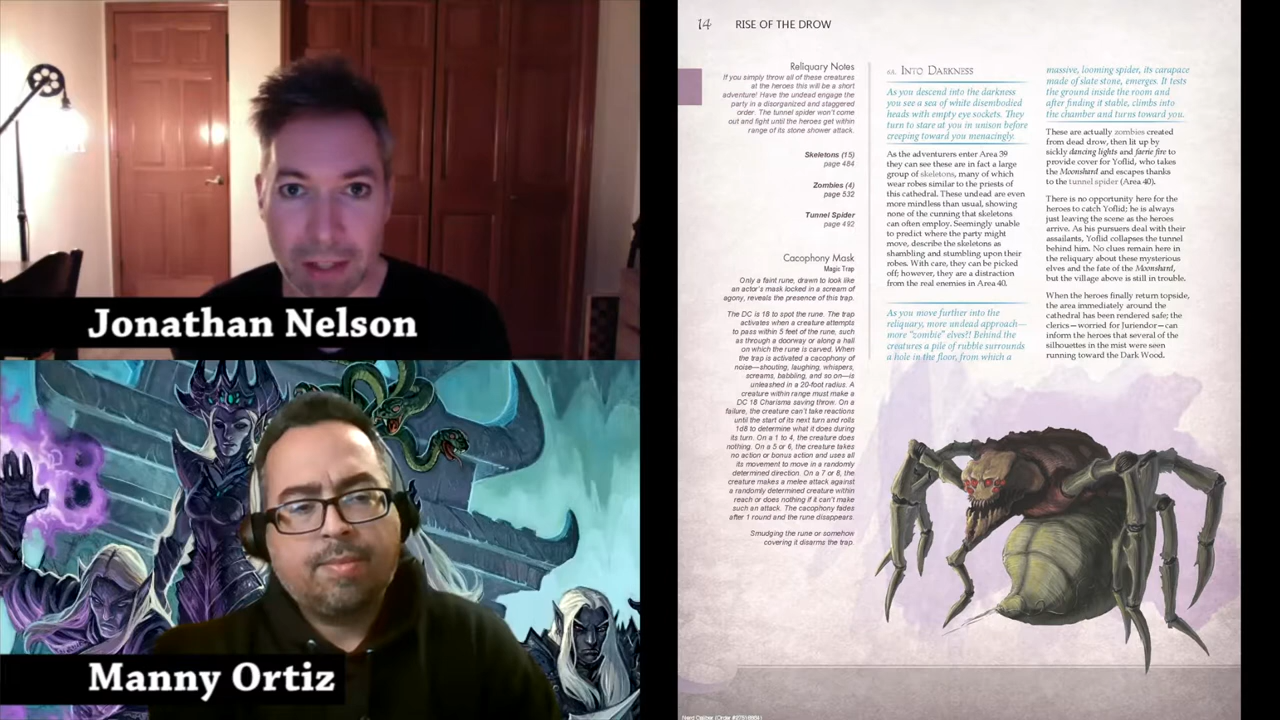 Jonathan Nelson
Manny Ortiz
14 RISE OF THE DROW
Reliquary Notes
If you simply throw all of these creatures
at the heroes this will be a short
adventure! Have the undead engage the
party in a disorganized and staggered
order. The tunnel spider won't come
out and fight until the heroes get within
range of its stone shower attack.
Skeletons (15)
page 484
Zombies (4)
page 532
Tunnel Spider
page 492
Cacophony Mask
Magic Trap
Only a faint rune, drawn to look like
an actor's mask locked in a scream of
agony, reveals the presence of this trap.
The DC is 18 to spot the rune. The trap
activates when a creature attempts
to pass within 5 feet of the rune, such
as through a doorway or along a hall
on which the rune is carved. When
the trap is activated a cacophony of
noise—shouting, laughing, whispers,
screams, babbling, and so on—is
unleashed in a 20-foot radius. A
creature within range must make a
DC 18 Charisma saving throw. On a
failure, the creature can't take reactions
until the start of its next turn and rolls
1d8 to determine what it does during
its turn. On a 1 to 4, the creature does
nothing. On a 5 or 6, the creature takes
no action or bonus action and uses all
its movement to move in a randomly
determined direction. On a 7 or 8, the
creature makes a melee attack against
a randomly determined creature within
reach or does nothing if it can't make
such an attack. The cacophony fades
after 1 round and the rune disappears.
Smudging the rune or somehow
covering it disarms the trap.
Into Darkness
As you descend into the darkness
you see a sea of white disembodied
heads with empty eye sockets. They
turn to stare at you in unison before
creeping toward you menacingly.
As the adventurers enter Area 39
they can see these are in fact a large
group of skeletons, many of which
wear robes similar to the priests of
this cathedral. These undead are even
more mindless than usual, showing
none of the cunning that skeletons
can often employ. Seemingly unable
to predict where the party might
move, describe the skeletons as
shambling and stumbling upon their
robes. With care, they can be picked
off; however, they are a distraction
from the real enemies in Area 40.
As you move further into the
reliquary, more undead approach—
more "zombie" elves!! Behind the
creatures a pile of rubble surrounds
a hole in the floor, from which a
massive, looming spider, its carapace
made of slate stone, emerges. It tests
the ground inside the room and
after finding it stable, climbs into
the chamber and turns toward you.
These are actually zombies created
from dead drow, then lit up by
sickly dancing lights and faerie fire to
provide cover for Yoflid, who takes
the Moonshard and escapes thanks
to the tunnel spider (Area 40).
There is no opportunity here for the
heroes to catch Yoflid; he is always
just leaving the scene as the heroes
arrive. As his pursuers deal with their
assailants, Yoflid collapses the tunnel
behind him. No clues remain here in
the reliquary about these mysterious
elves and the fate of the Moonshard,
but the village above is still in trouble.
When the heroes finally return topside,
the area immediately around the
cathedral has been rendered safe; the
clerics—worried for Juriendor—can
inform the heroes that several of the
silhouettes in the mist were seen
running toward the Dark Wood.